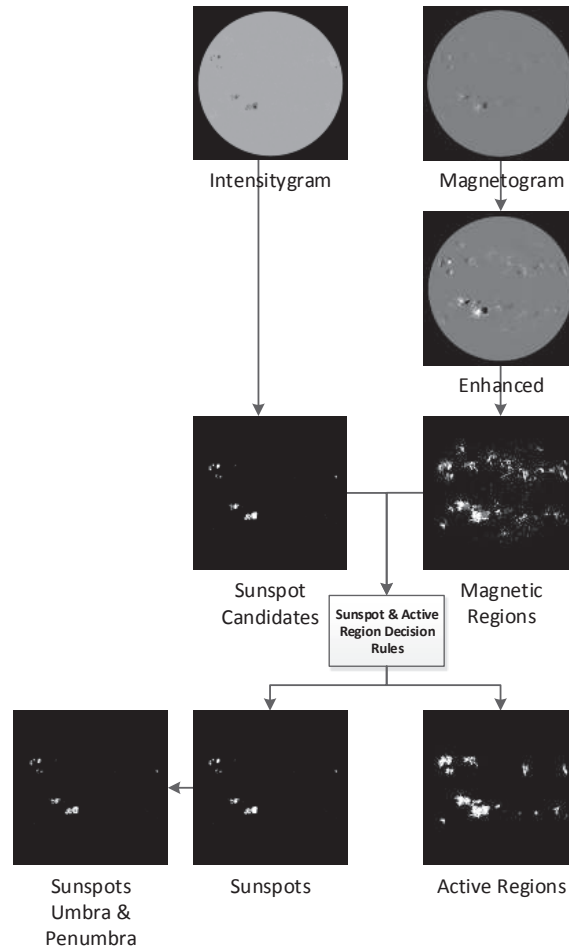 Intensitygram
Magnetogram
Enhanced
Sunspot
Candidates
Magnetic
Regions
Sunspot & Active
Region Decision
Rules
Sunspots
Umbra &
Penumbra
Sunspots
Active Regions